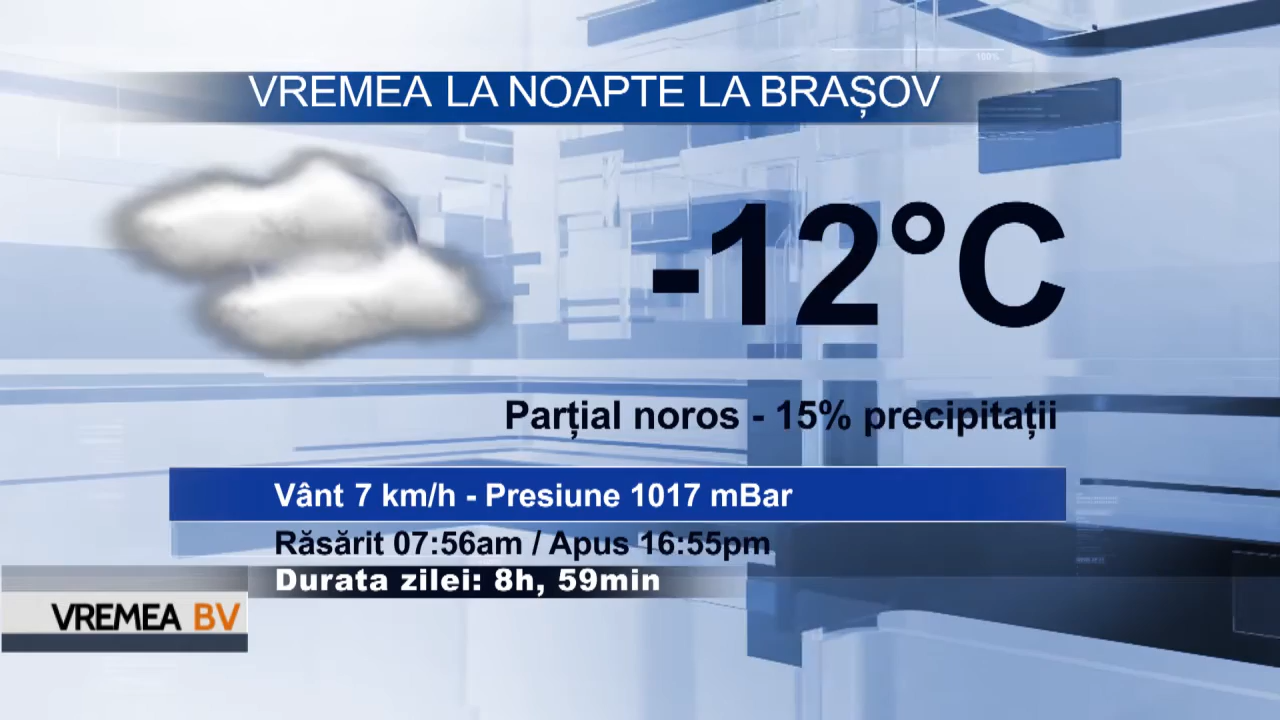 100%
VREMEA LA NOAPTE LA BRAȘOV
-12°C
Parțial noros - 15% precipitații
Vânt 7 km/h - Presiune 1017 mBar
Răsărit 07:56am / Apus 16:55pm
Durata zilei: 8h, 59min
VREMEA BV